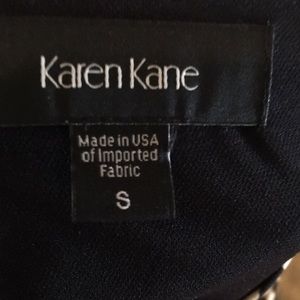 Karen Kane
Made in USA
of Imported
Fabric
S